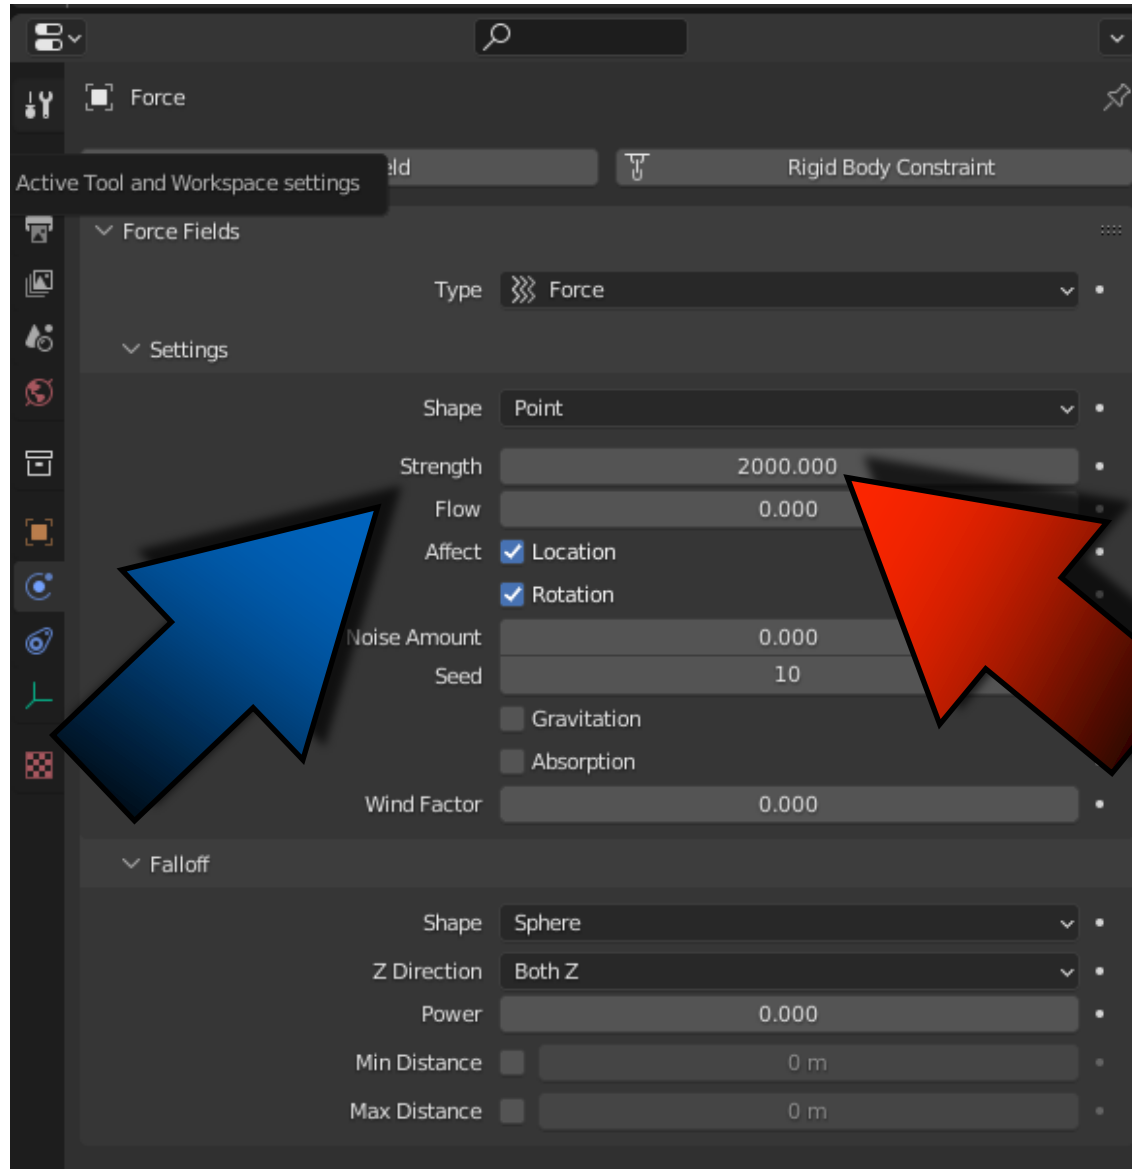 Force
eld
Rigid Body Constraint
Active Tool and Workspace settings
Force Fields
Type Force
Settings
Shape Point
Strength 2000.000
Flow 0.000
Affect Location
Rotation
Noise Amount 0.000
Seed 10
Gravitation
Absorption
Wind Factor 0.000
Falloff
Shape Sphere
Z Direction Both Z
Power 0.000
Min Distance 0 m
Max Distance 0 m